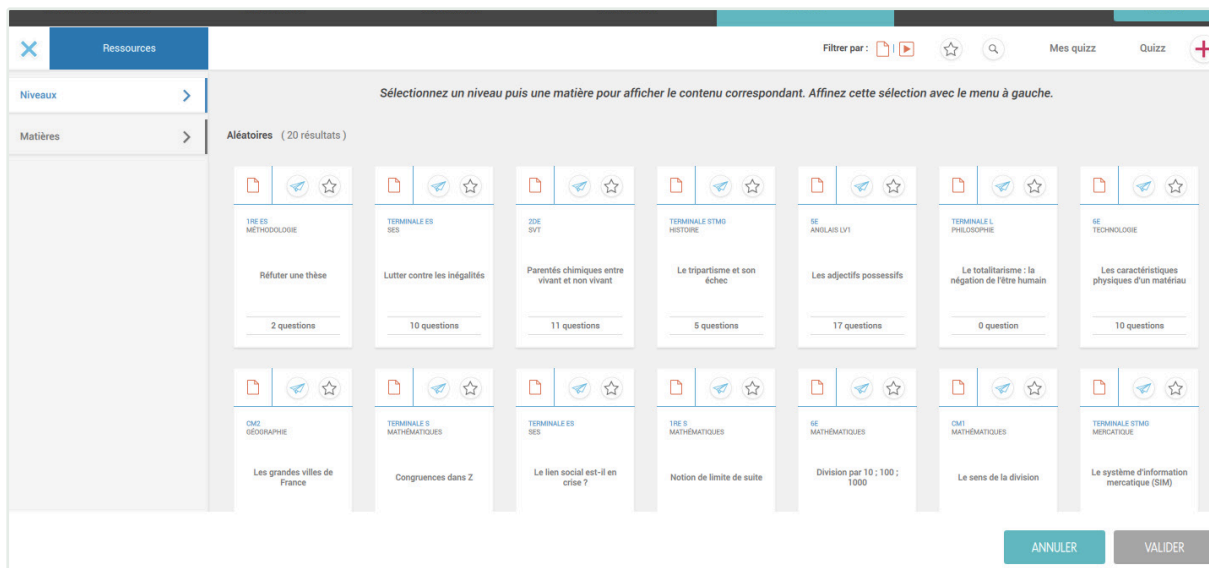 Ressources
Filtrer par :
Mes quizz
Quizz
Niveaux
Matières
Sélectionnez un niveau puis une matière pour afficher le contenu correspondant. Affinez cette sélection avec le menu à gauche.
Aléatoires ( 20 résultats )
1RE ES
MÉTHODOLOGIE
Réfuter une thèse
2 questions
TERMINALE ES
SES
Lutter contre les inégalités
10 questions
2DE
SVT
Parentés chimiques entre
vivant et non vivant
11 questions
TERMINALE STMG
HISTOIRE
Le tripartisme et son
échec
5 questions
5E
ANGLAIS LV1
Les adjectifs possessifs
17 questions
TERMINALE L
PHILOSOPHIE
Le totalitarisme : la
négation de l'être humain
0 question
6E
TECHNOLOGIE
Les caractéristiques
physiques d'un matériau
10 questions
CM2
GÉOGRAPHIE
Les grandes villes de
France
TERMINALE S
MATHÉMATIQUES
Congruences dans Z
TERMINALE ES
SES
Le lien social est-il en
crise ?
1RE S
MATHÉMATIQUES
Notion de limite de suite
6E
MATHÉMATIQUES
Division par 10 ; 100 ;
1000
CM1
MATHÉMATIQUES
Le sens de la division
TERMINALE STMG
MERCATIQUE
Le système d'information
mercatique (SIM)
ANNULER
VALIDER